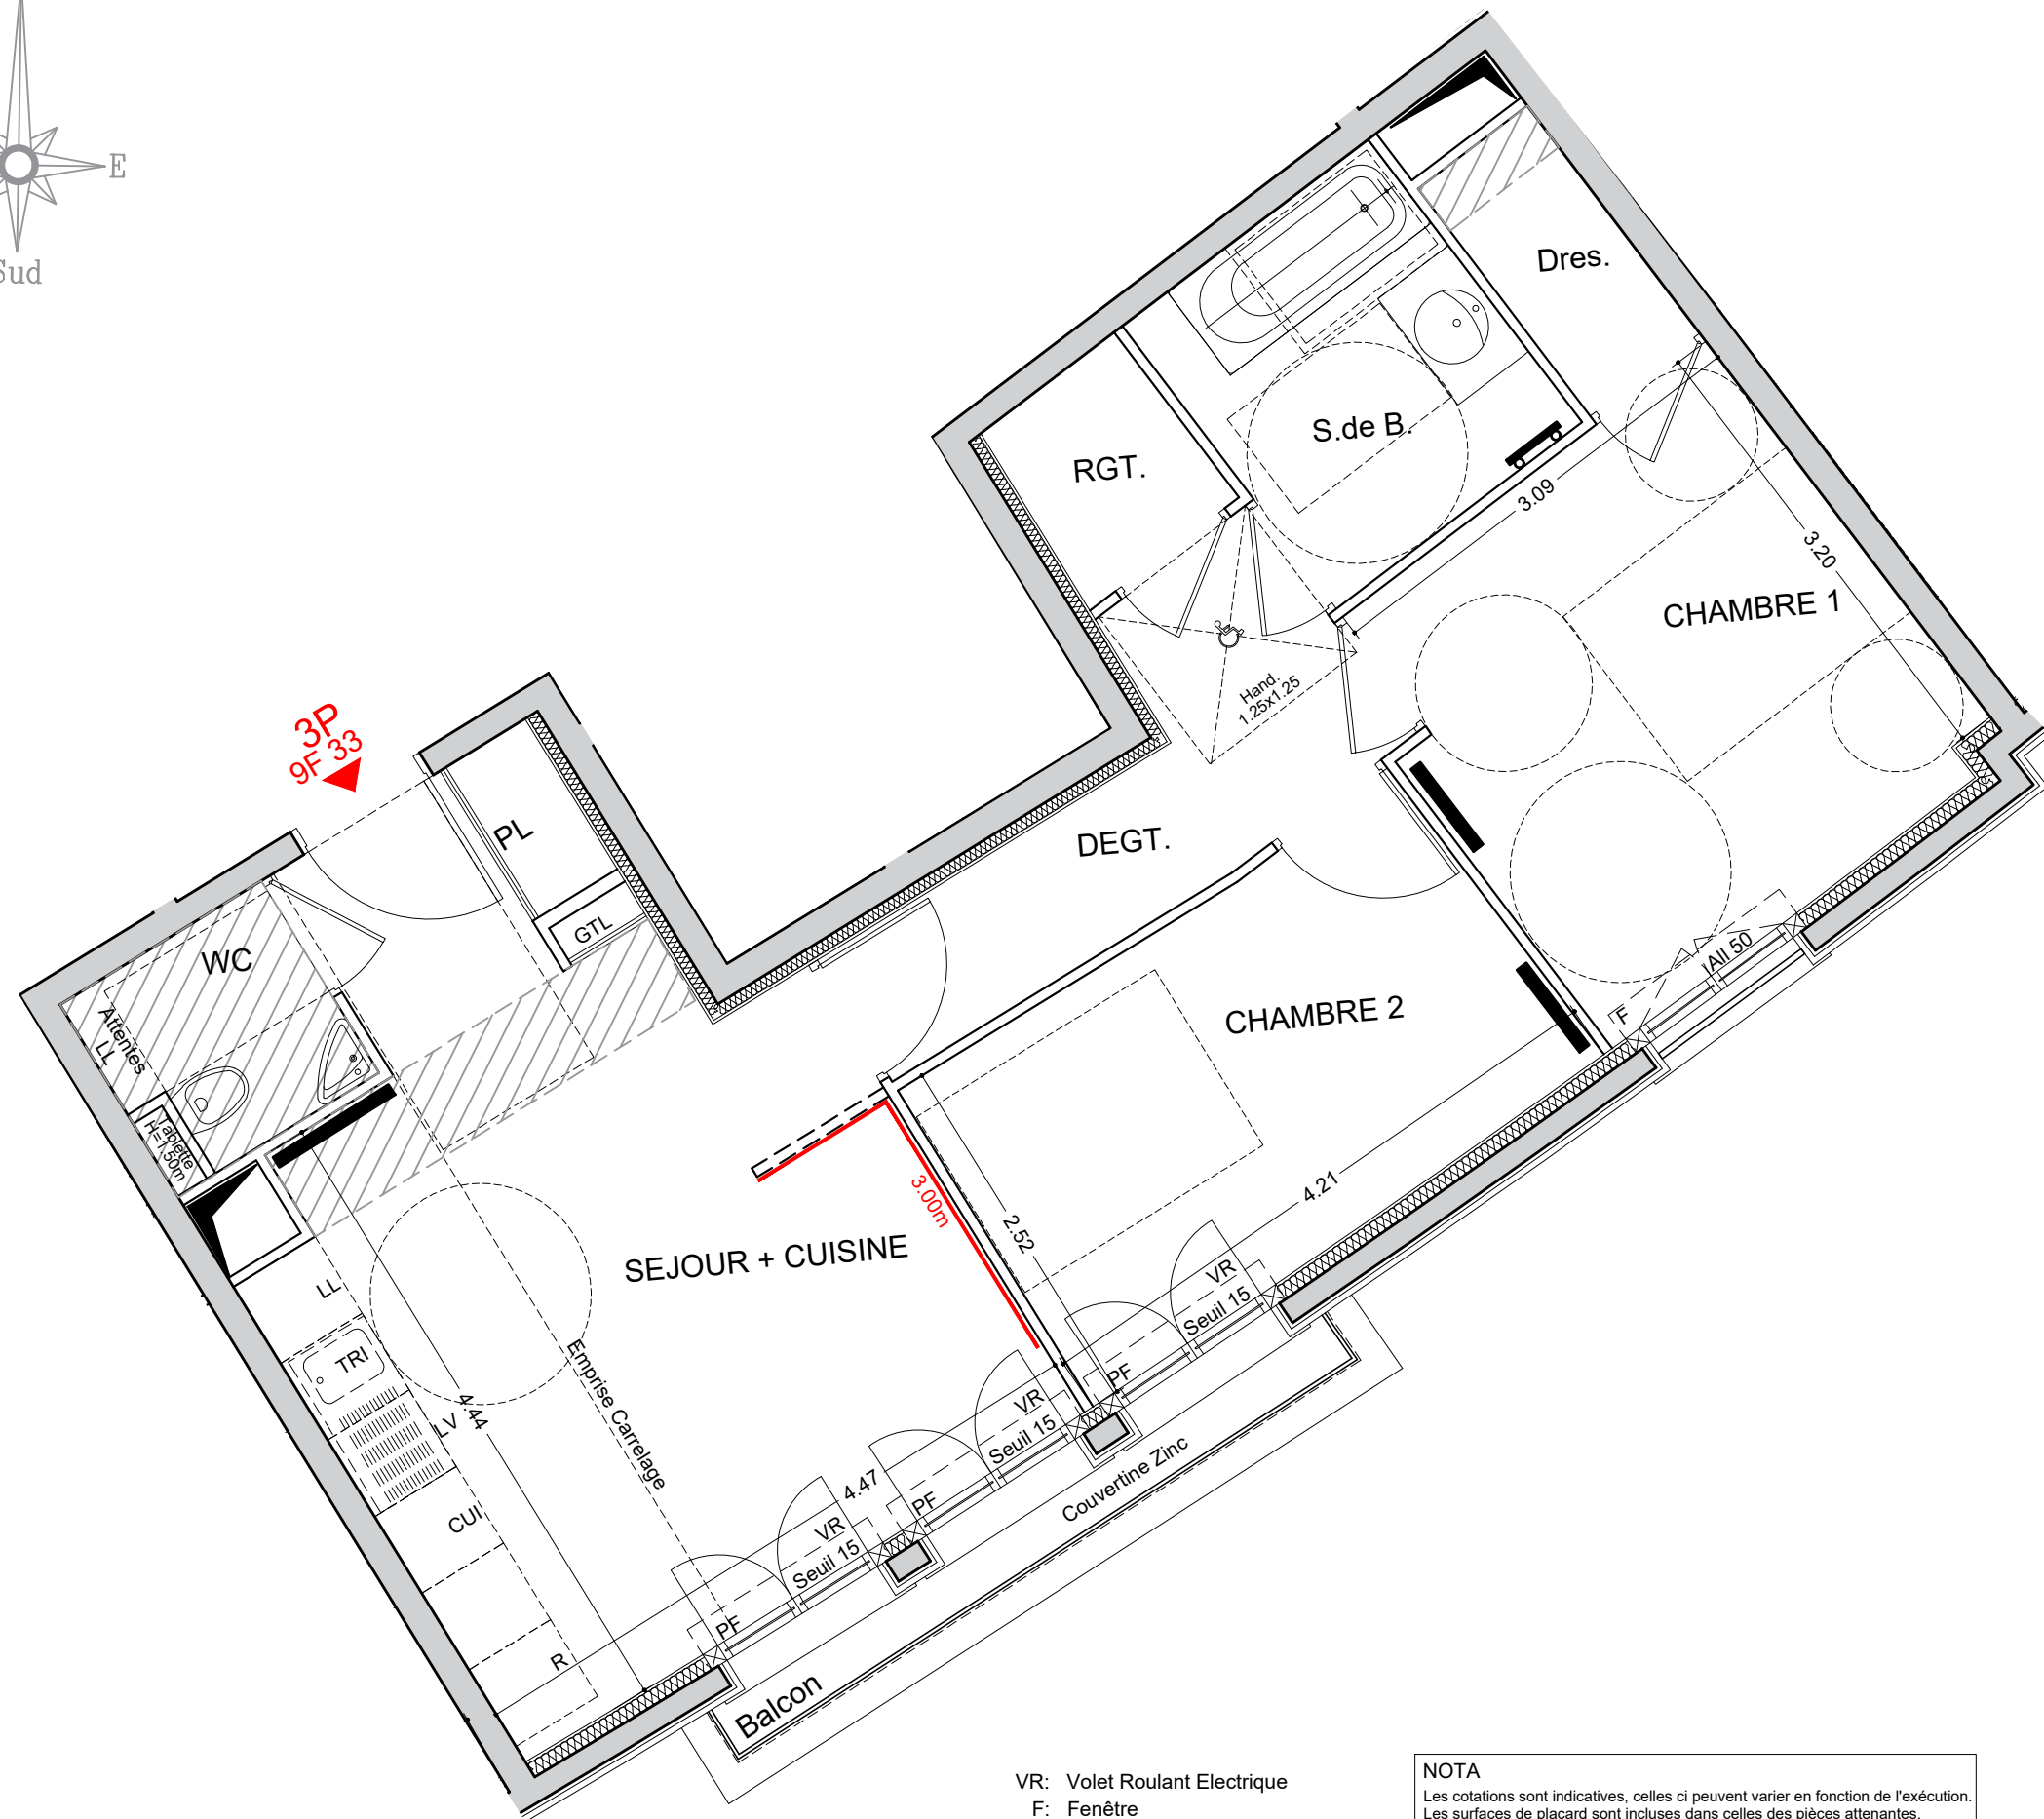 E
Sud
3P
9F 33
PL
GTL
WC
Attentes
LL
Tablette
H=1.50m
RGT.
S.de B.
Dres.
3.09
3.20
CHAMBRE 1
Hand.
1.25x1.25
DEGT.
CHAMBRE 2
All 50
F
4.21
2.52
3.00m
SEJOUR + CUISINE
LL
TRI
LV
4.44
Emprise Carrelage
CUI
R
4.47
VR
Seuil 15
PF
VR
Seuil 15
PF
VR
Seuil 15
PF
Couvertine Zinc
Balcon
VR: Volet Roulant Electrique
F: Fenêtre
NOTA
Les cotations sont indicatives, celles ci peuvent varier en fonction de l'exécution.
Les surfaces de placard sont incluses dans celles des pièces attenantes.